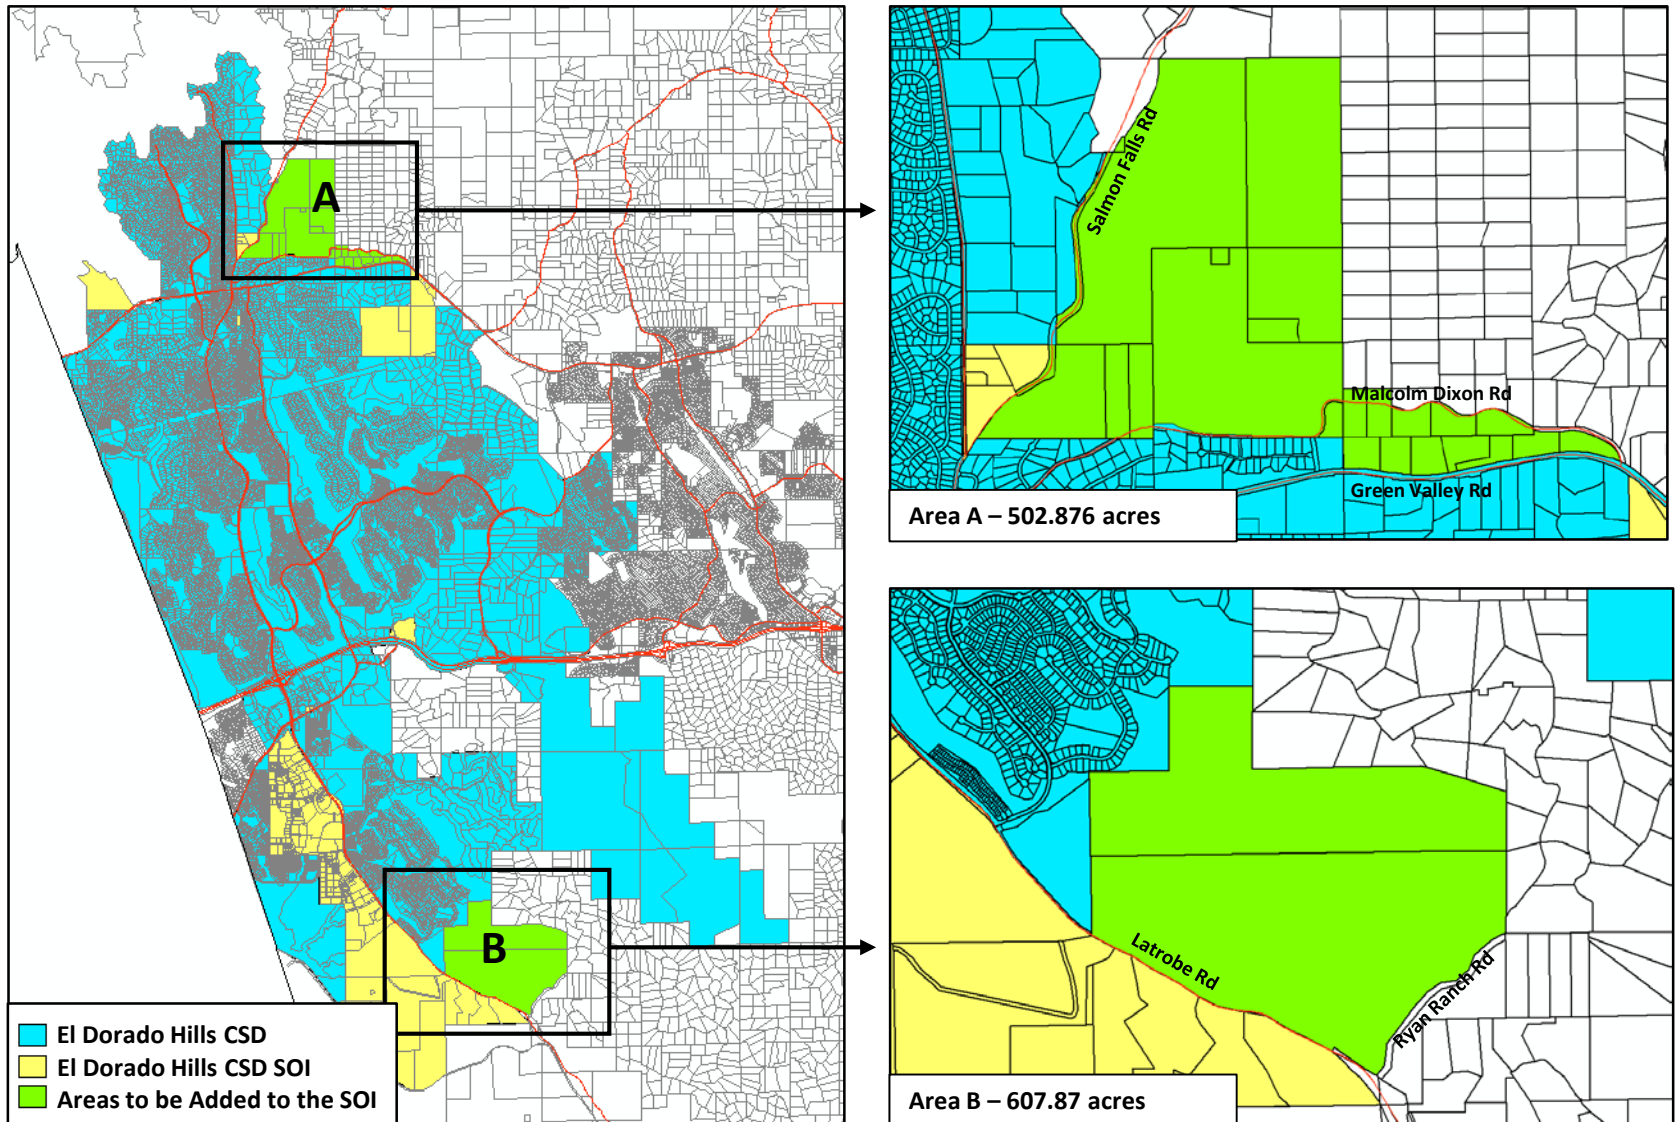 A
B
El Dorado Hills CSD
El Dorado Hills CSD SOI
Areas to be Added to the SOI
Salmon Falls Rd
Malcolm Dixon Rd
Green Valley Rd
Area A – 502.876 acres
Latrobe Rd
Ryan Ranch Rd
Area B – 607.87 acres